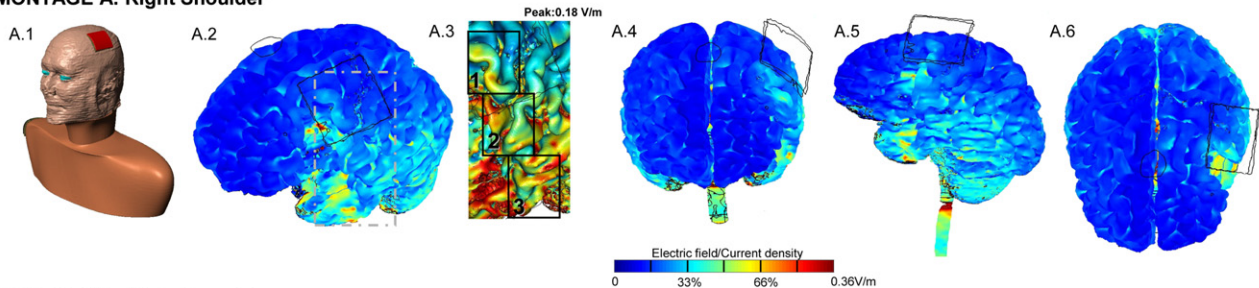 MONTAGE A: Right Shoulder
Peak:0.18 V/m
A.1
A.2
A.3
A.4
A.5
A.6
1
2
3
Electric field/Current density
0
33%
66%
0.36V/m